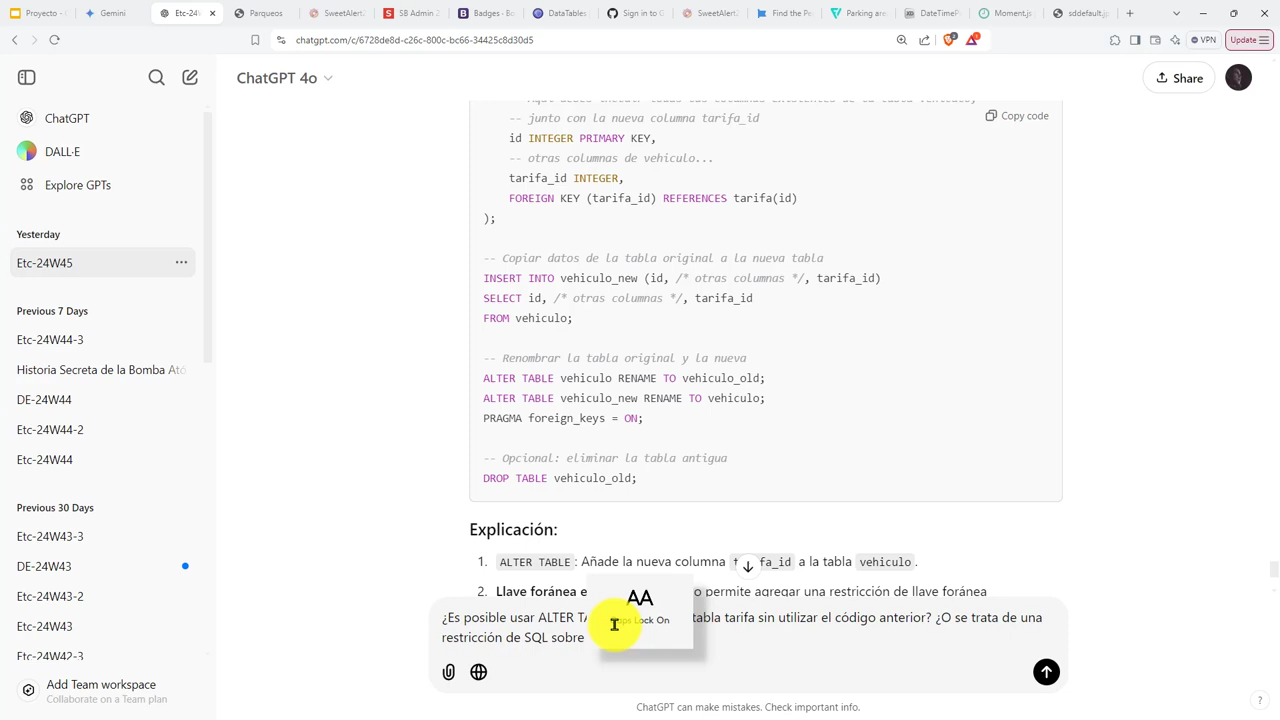 Proyecto -
Gemini
Etc-24W
Parqueos
SweetAlert2
SB Admin 2
Badges - Bo
DataTables
Sign in to G
SweetAlert2
Find the Pe
Parking are
DateTimeP
Moment.js
sddefault.jp
chatgpt.com/c/6728de8d-c26c-800c-bc66-34425c8d30d5
2
1
VPN
Update
ChatGPT 4o
Share
ChatGPT
DALL·E
Explore GPTs
Yesterday
Etc-24W45
Previous 7 Days
Etc-24W44-3
Historia Secreta de la Bomba Ató
DE-24W44
Etc-24W44-2
Etc-24W44
Previous 30 Days
Etc-24W43-3
DE-24W43
Etc-24W43-2
Etc-24W43
Etc-24W42-3
Add Team workspace
Collaborate on a Team plan
Copy code
-- junto con la nueva columna tarifa_id
id INTEGER PRIMARY KEY,
-- otras columnas de vehiculo...
tarifa_id INTEGER,
FOREIGN KEY (tarifa_id) REFERENCES tarifa(id)
);
-- Copiar datos de la tabla original a la nueva tabla
INSERT INTO vehiculo_new (id, /* otras columnas */, tarifa_id)
SELECT id, /* otras columnas */, tarifa_id
FROM vehiculo;
-- Renombrar la tabla original y la nueva
ALTER TABLE vehiculo RENAME TO vehiculo_old;
ALTER TABLE vehiculo_new RENAME TO vehiculo;
PRAGMA foreign_keys = ON;
-- Opcional: eliminar la tabla antigua
DROP TABLE vehiculo_old;
Explicación:
1. ALTER TABLE: Añade la nueva columna tarifa_id a la tabla vehiculo.
2. Llave foránea e permite agregar una restricción de llave foránea
AA
Caps Lock On
¿Es posible usar ALTER TA tabla tarifa sin utilizar el código anterior? ¿O se trata de una
restricción de SQL sobre
ChatGPT can make mistakes. Check important info.
?